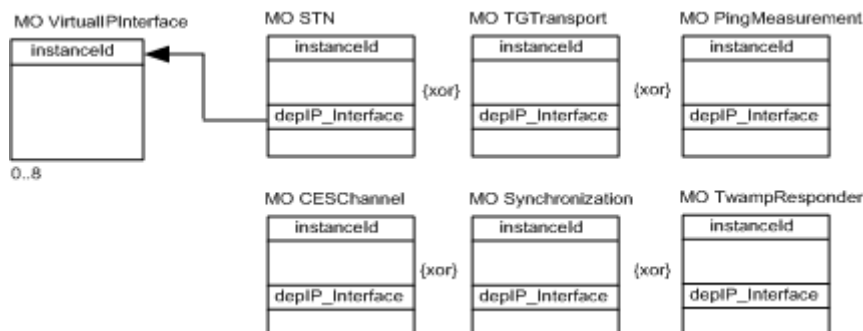 MO VirtualIPInterface
instanceId
0..8
MO STN
instanceId
depIP_Interface
{xor}
MO TGTransport
instanceId
depIP_Interface
{xor}
MO PingMeasurement
instanceId
depIP_Interface
MO CESChannel
instanceId
depIP_Interface
{xor}
MO Synchronization
instanceId
depIP_Interface
{xor}
MO TwampResponder
instanceId
depIP_Interface